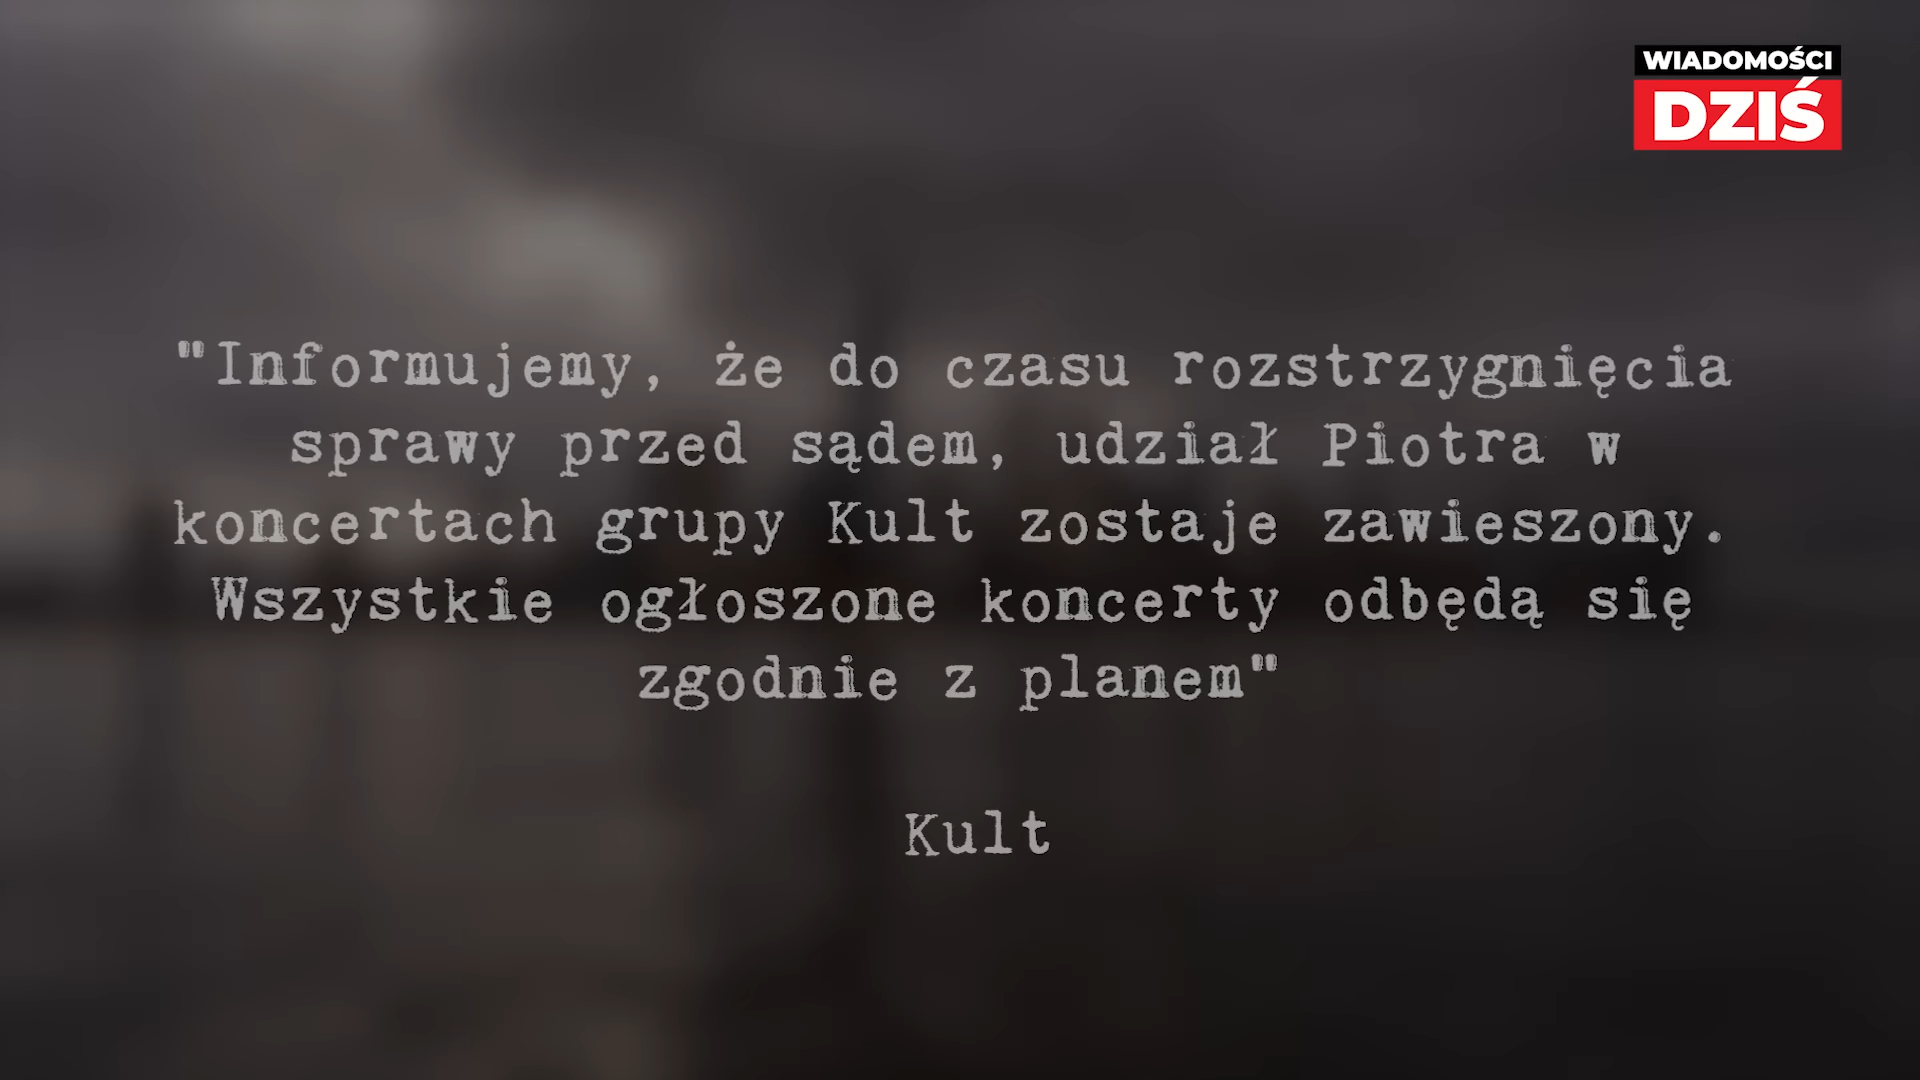 WIADOMOŚCI
DZIŚ
"Informujemy, że do czasu rozstrzygnięcia
sprawy przed sądem, udział Piotra w
koncertach grupy Kult zostaje zawieszony.
Wszystkie ogłoszone koncerty odbędą się
zgodnie z planem"
Kult